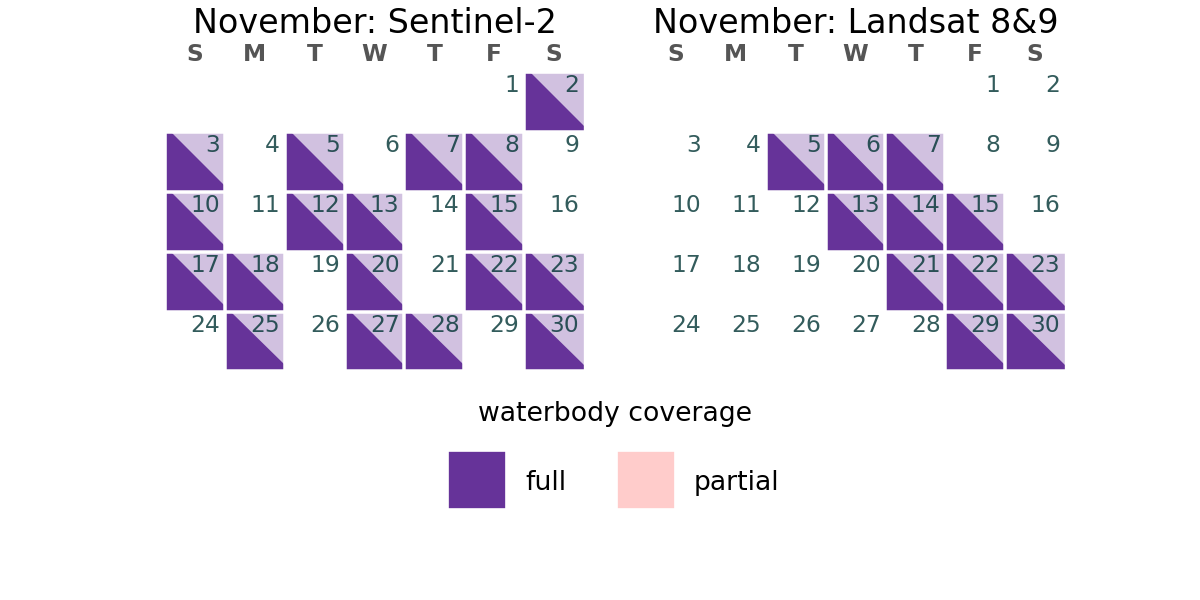 November: Sentinel-2
S M T W T F S
1 2
3 4 5 6 7 8 9
10 11 12 13 14 15 16
17 18 19 20 21 22 23
24 25 26 27 28 29 30
November: Landsat 8&9
S M T W T F S
1 2
3 4 5 6 7 8 9
10 11 12 13 14 15 16
17 18 19 20 21 22 23
24 25 26 27 28 29 30
waterbody coverage
full partial